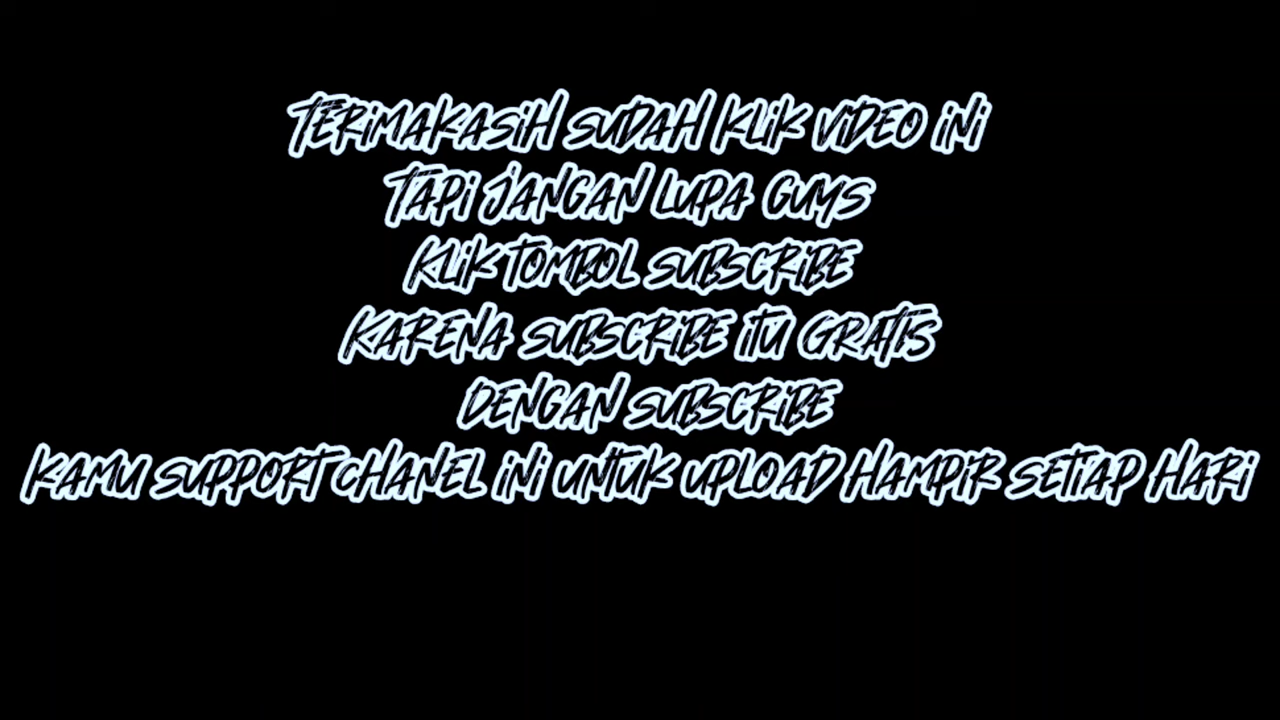 TERIMAKASIH SUDAH KLIK VIDEO INI
TAPI JANGAN LUPA GUYS
KLIK TOMBOL SUBSCRIBE
KARENA SUBSCRIBE ITU GRATIS
DENGAN SUBSCRIBE
KAMU SUPPORT CHANEL INI UNTUK UPLOAD HAMPIR SETIAP HARI